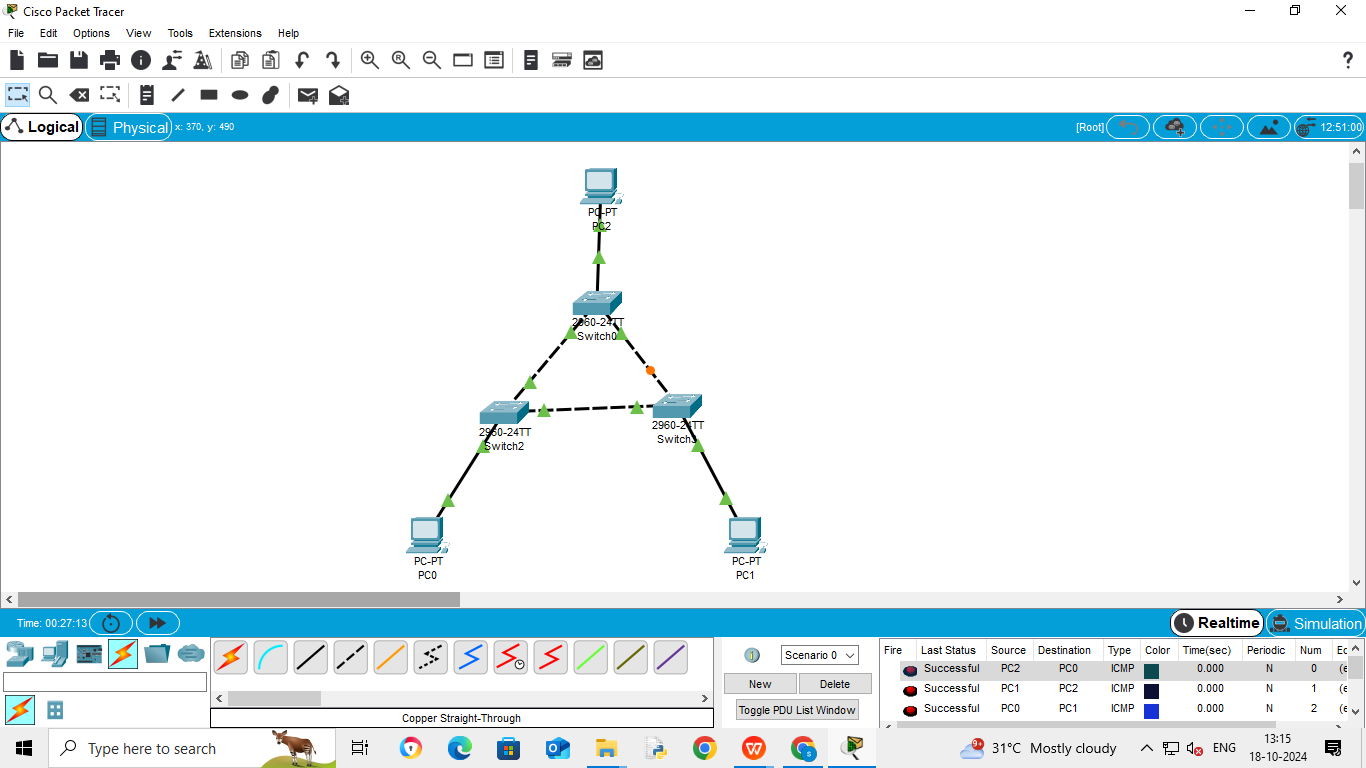 Cisco Packet Tracer
File Edit Options View Tools Extensions Help
?
Logical Physical x: 370, y: 490 [Root] 12:51:00
PC-PT
PC2
2960-24TT
Switch0
2960-24TT
Switch2
2960-24TT
PC-PT
PC0
PC-PT
PC1
Time: 00:27:13 Realtime Simulation
Scenario 0
New Delete
Toggle PDU List Window
Copper Straight-Through
Fire Last Status Source Destination Type Color Time(sec) Periodic Num
Successful PC2 PC0 ICMP 0.000 N 0 (e
Successful PC1 PC2 ICMP 0.000 N 1 (e
Successful PC0 PC1 ICMP 0.000 N 2 (e
Type here to search
9+ 31°C Mostly cloudy ENG 13:15
18-10-2024